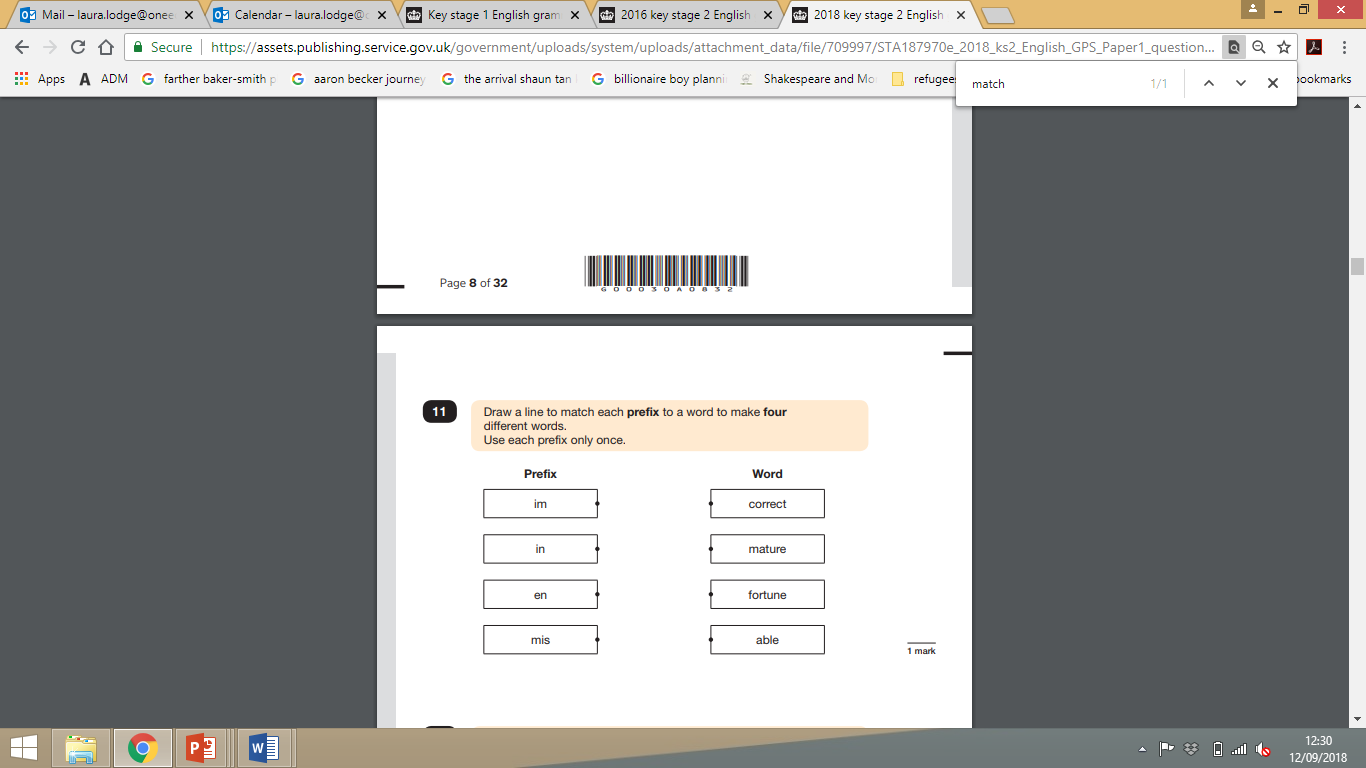 Mail – laura.lodge@onee
Calendar – laura.lodge@o
Key stage 1 English gram
2016 key stage 2 English
2018 key stage 2 English
Secure https://assets.publishing.service.gov.uk/government/uploads/system/uploads/attachment_data/file/709997/STA187970e_2018_ks2_English_GPS_Paper1_question...
Apps ADM farther baker-smith p aaron becker journey the arrival shaun tan billionaire boy planni Shakespeare and Mo refugees bookmarks
match 1/1
Page 8 of 32
G00030A0832
11
Draw a line to match each prefix to a word to make four
different words.
Use each prefix only once.
Prefix Word
im correct
in mature
en fortune
mis able
1 mark
12:30
12/09/2018